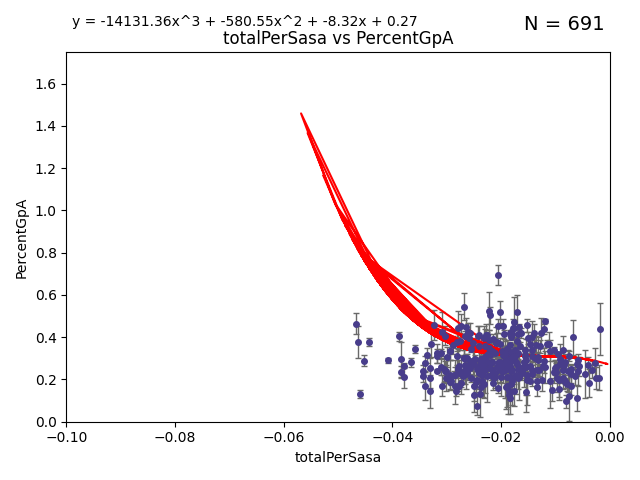 y = -14131.36x^3 + -580.55x^2 + -8.32x + 0.27
N = 691
totalPerSasa vs PercentGpA
PercentGpA
1.6
1.4
1.2
1.0
0.8
0.6
0.4
0.2
0.0
−0.10 −0.08 −0.06 −0.04 −0.02 0.00
totalPerSasa